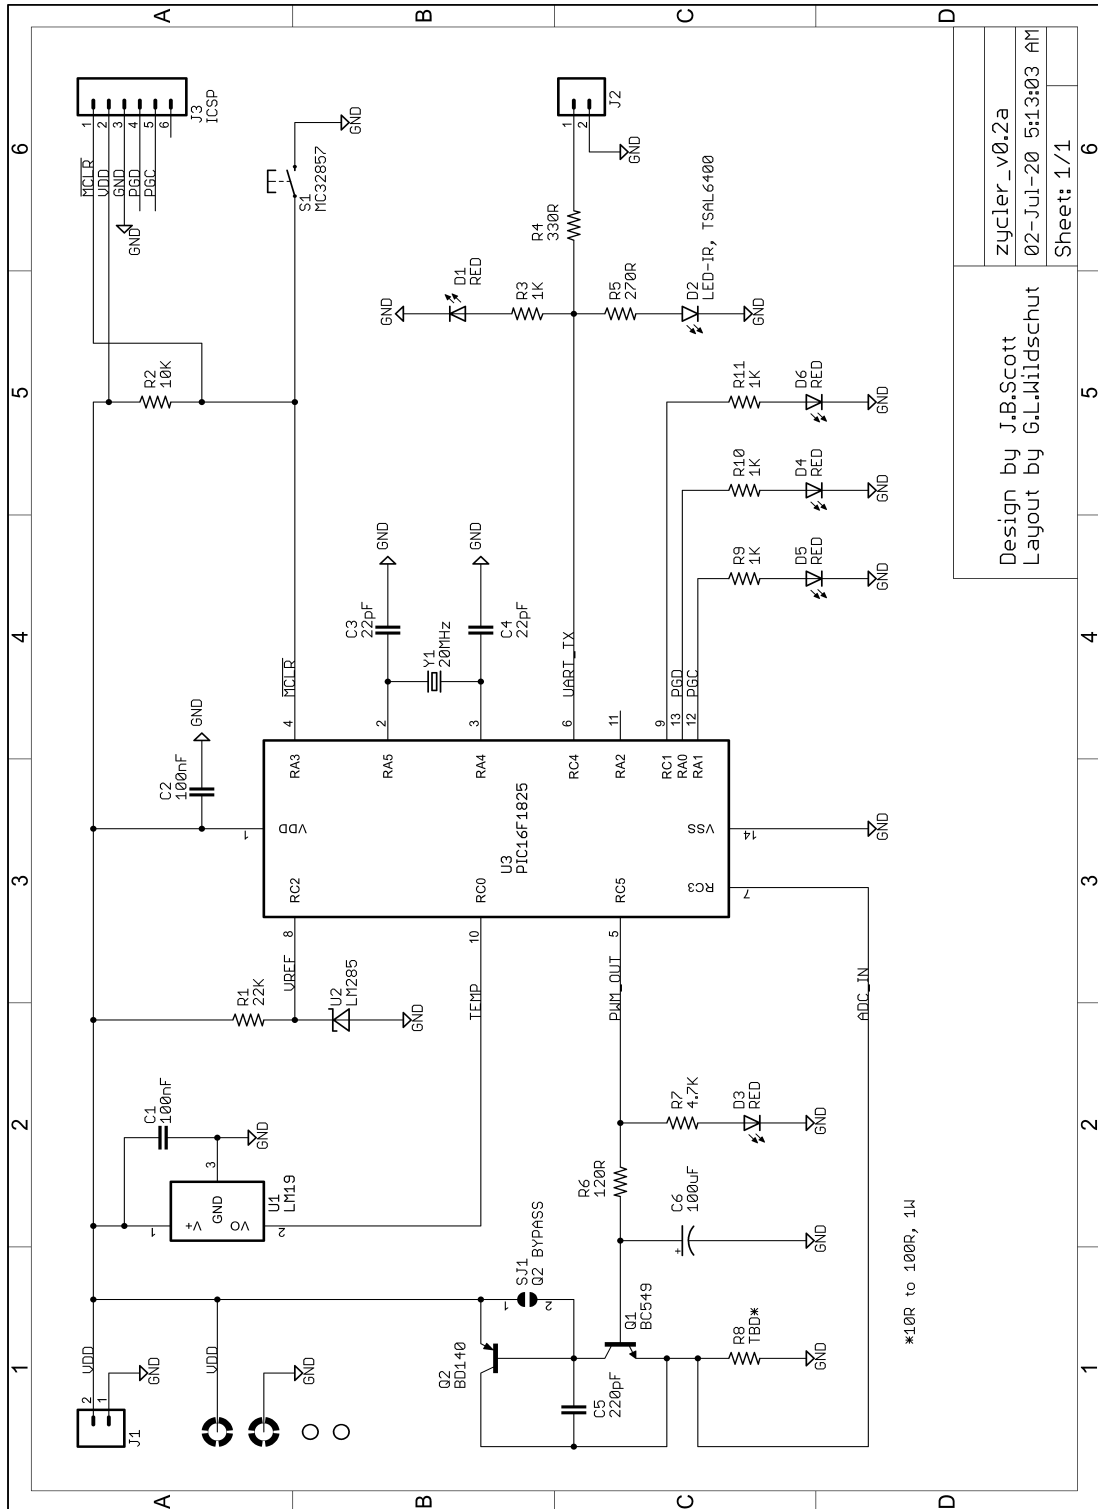 1
2
3
4
5
6
A
B
C
D
J1
2
1
VDD
GND
VDD
GND
U1
LM19
V+
GND
VO
1
3
2
C1
100nF
GND
R1
22K
VREF
U2
LM285
GND
TEMP
C2
100nF
GND
U3
PIC16F1825
VDD
1
RC2
8
RC0
10
RC5
5
RC3
7
VSS
14
GND
RA3
4
RA5
2
RA4
3
RC4
6
RA2
11
RC1
9
RA0
13
RA1
12
MCLR
C3
22pF
GND
Y1
20MHz
C4
22pF
GND
UART_TX
PGD
PGC
R2
10K
MCLR
VDD
GND
PGD
PGC
1
2
3
4
5
6
J3
ICSP
GND
S1
MC32857
GND
GND
D1
RED
R3
1K
R4
330R
1
2
J2
GND
R5
270R
D2
LED-IR, TSAL6400
GND
R9
1K
D5
RED
GND
R10
1K
D4
RED
GND
R11
1K
D6
RED
GND
Q2
BD140
1
2
SJ1
Q2 BYPASS
C5
220pF
Q1
BC549
R6
120R
PWM_OUT
C6
100uF
+
GND
R7
4.7K
D3
RED
GND
R8
TBD*
GND
ADC_IN
*10R to 100R, 1W
Design by J.B.Scott
Layout by G.L.Wildschut
zycler_v0.2a
02-Jul-20 5:13:03 AM
Sheet: 1/1
1
2
3
4
5
6
A
B
C
D